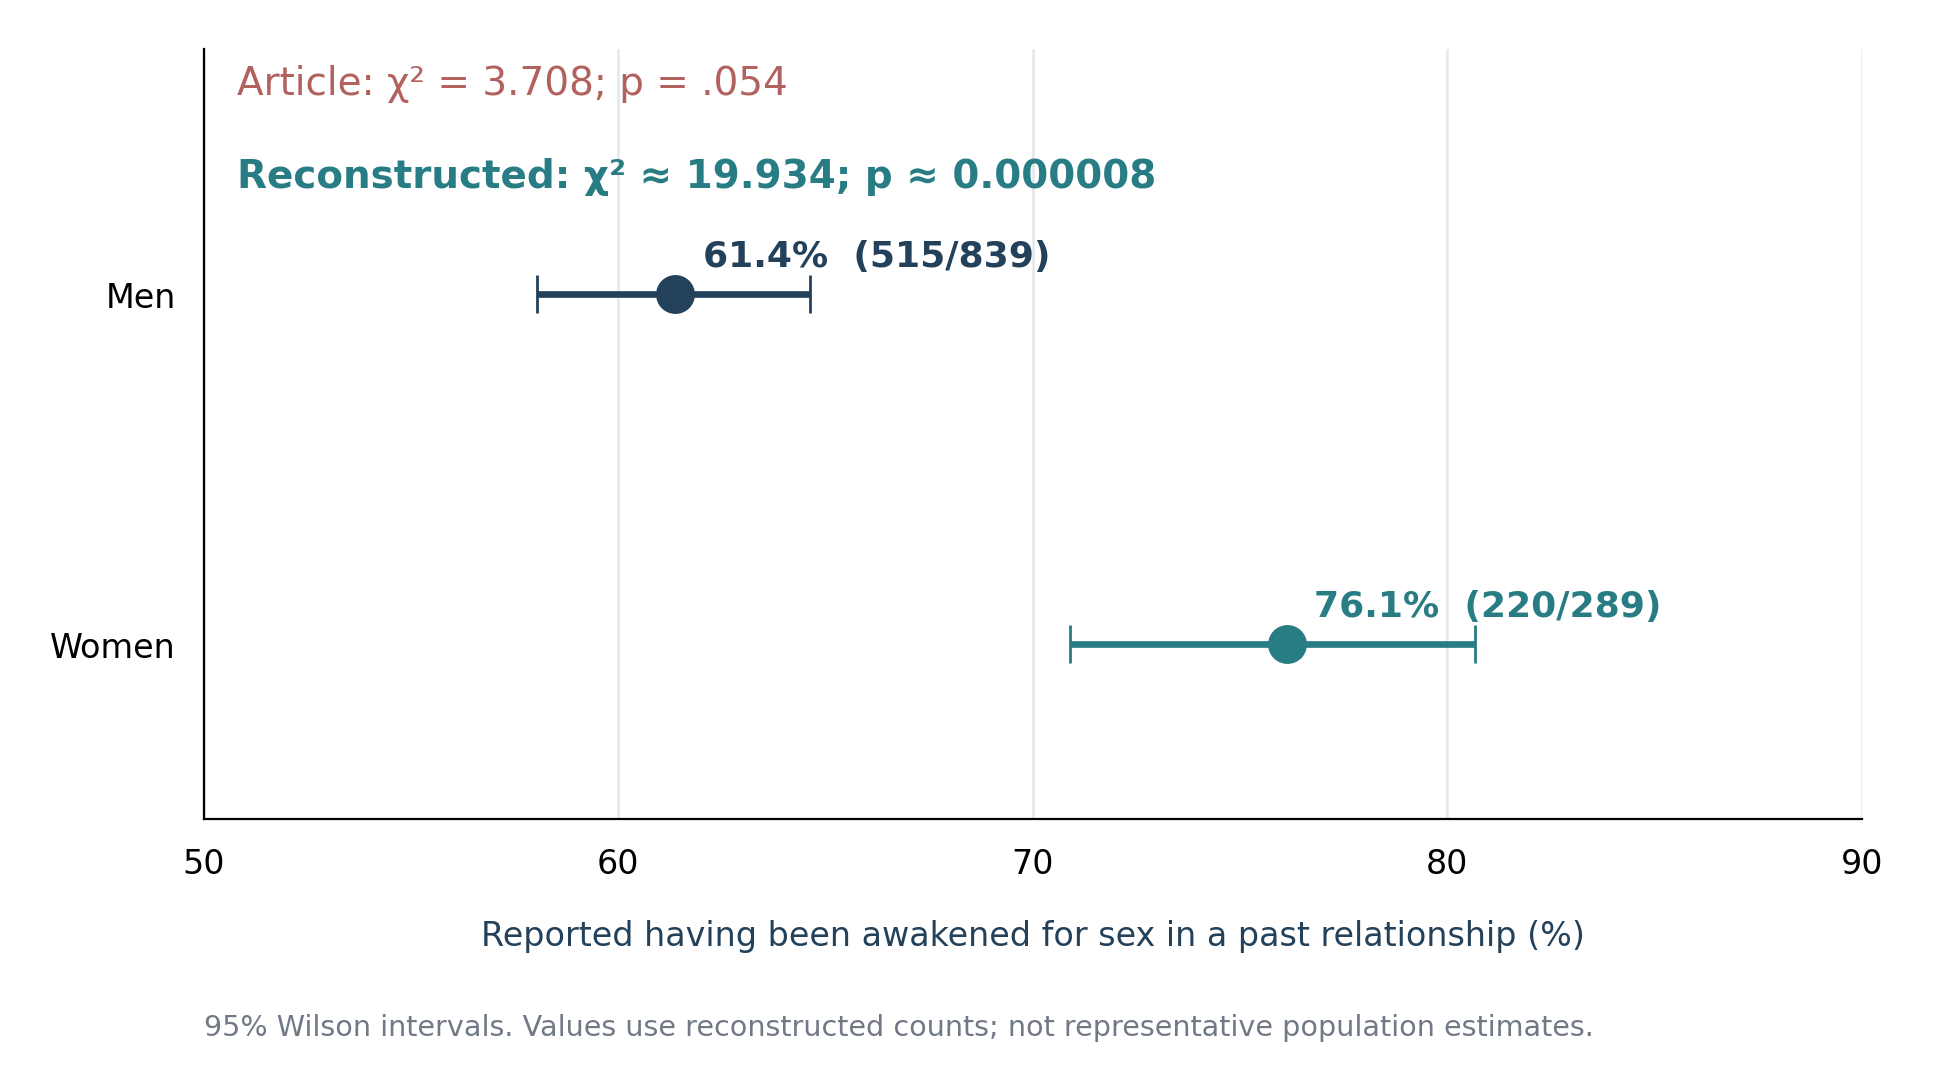 Article: χ² = 3.708; p = .054
Reconstructed: χ² ≈ 19.934; p ≈ 0.000008
61.4%  (515/839)
Men
76.1%  (220/289)
Women
50 60 70 80 90
Reported having been awakened for sex in a past relationship (%)
95% Wilson intervals. Values use reconstructed counts; not representative population estimates.